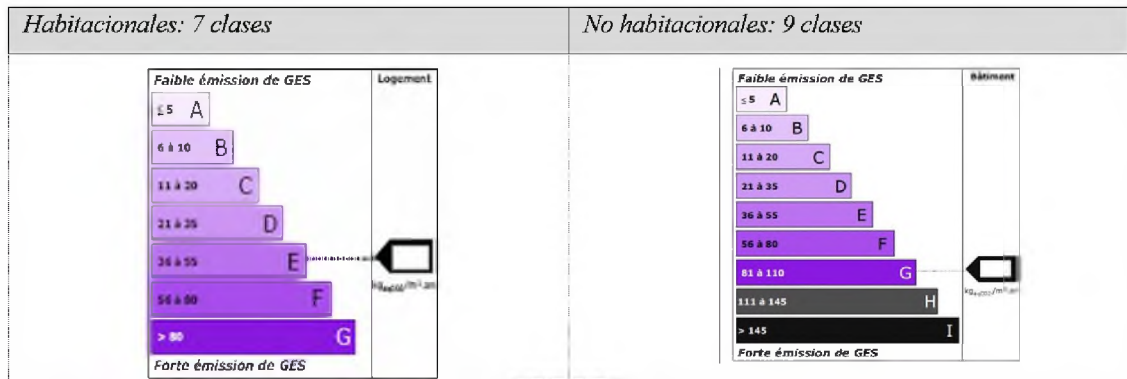 Habitacionales: 7 clases
No habitacionales: 9 clases
Faible émission de GES
Logement
≤ 5 A
6 à 10 B
11 à 20 C
21 à 35 D
36 à 55 E
56 à 80 F
> 80 G
Forte émission de GES
Faible émission de GES
Bâtiment
≤ 5 A
6 à 10 B
11 à 20 C
21 à 35 D
36 à 55 E
56 à 80 F
81 à 110 G
111 à 145 H
> 145 I
Forte émission de GES